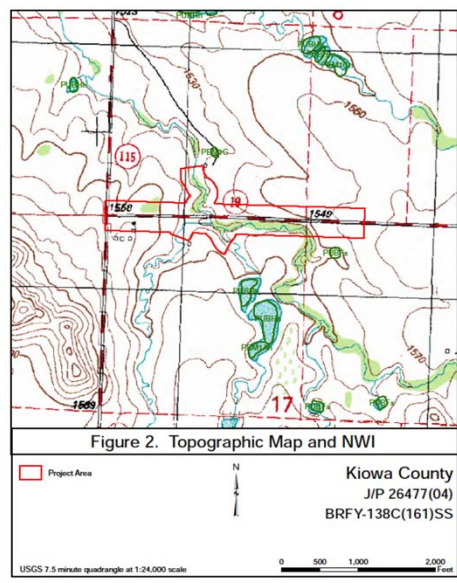 1530
1560
115
19
1558
1549
1570
1569
17
Figure 2. Topographic Map and NWI
Project Area
N
Kiowa County
J/P 26477(04)
BRFY-138C(161)SS
USGS 7.5 minute quadrangle at 1:24,000 scale
0 500 1,000 2,000
Feet